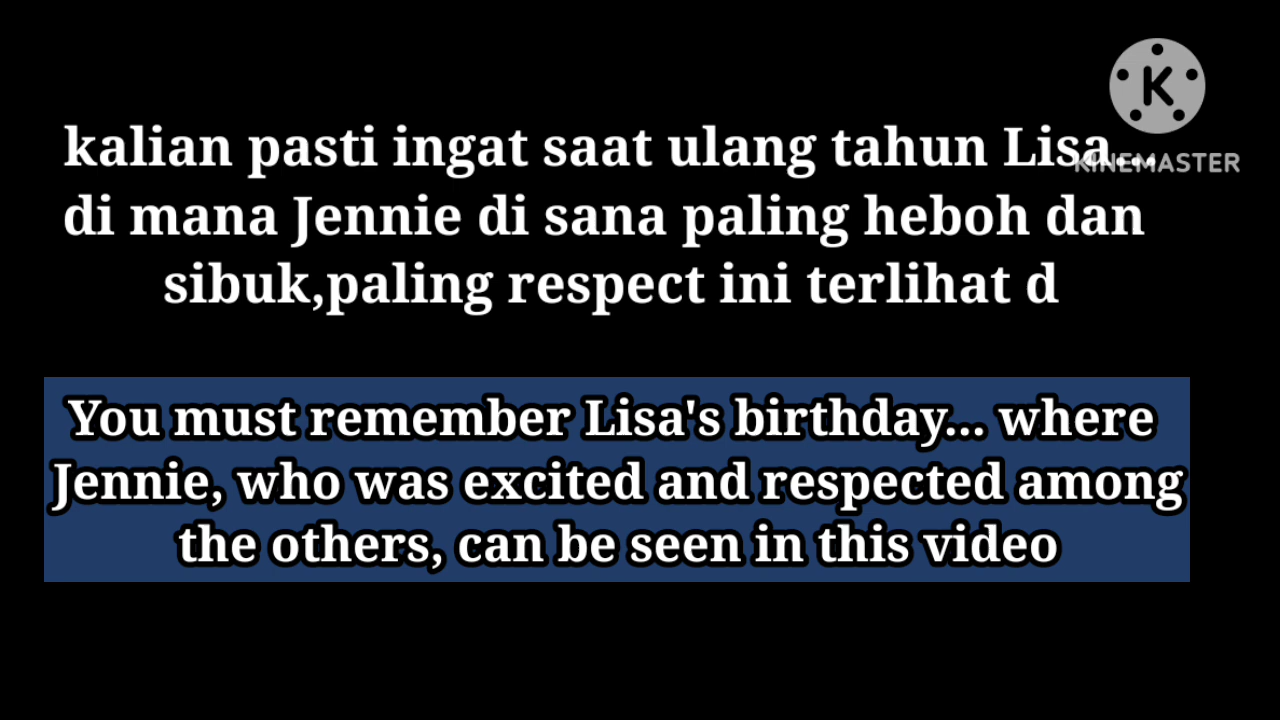 kalian pasti ingat saat ulang tahun Lisa...
di mana Jennie di sana paling heboh dan
sibuk,paling respect ini terlihat d
K
KINEMASTER
You must remember Lisa's birthday... where
Jennie, who was excited and respected among
the others, can be seen in this video